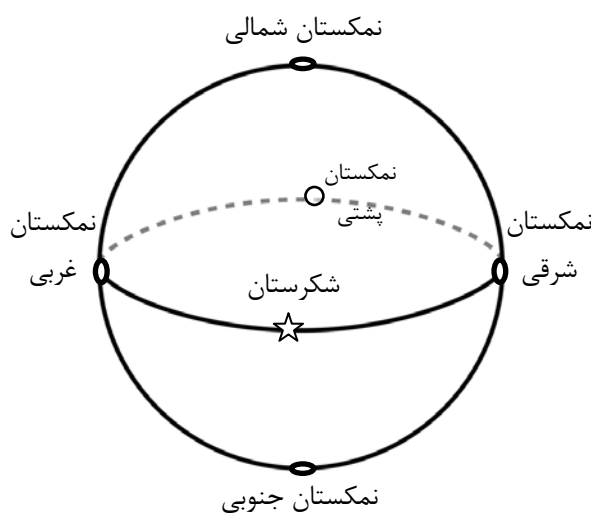 نمکستان شمالی
نمکستان
پشتی
نمکستان
شرقی
نمکستان
غربی
شکرستان
نمکستان جنوبی